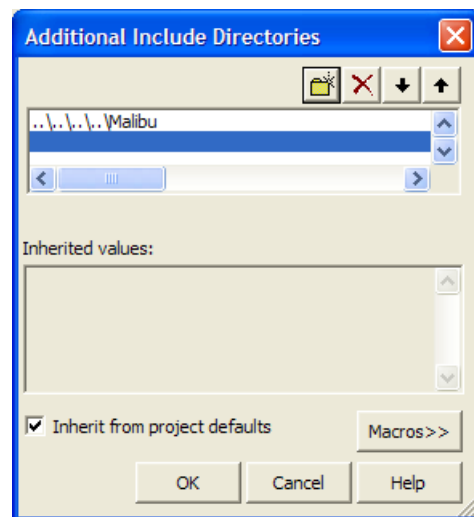 Additional Include Directories
..\..\..\..\Malibu
Inherited values:
Inherit from project defaults
Macros>>
OK
Cancel
Help